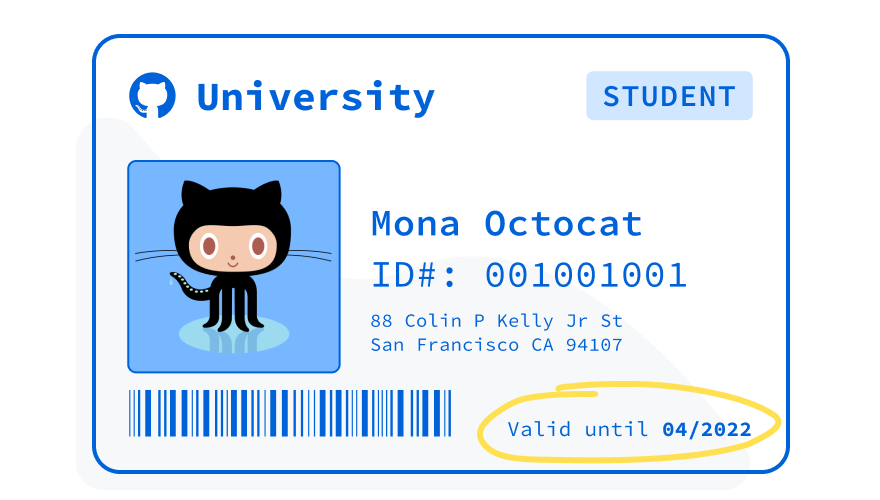 University
STUDENT
Mona Octocat
ID#: 001001001
88 Colin P Kelly Jr St
San Francisco CA 94107
Valid until 04/2022